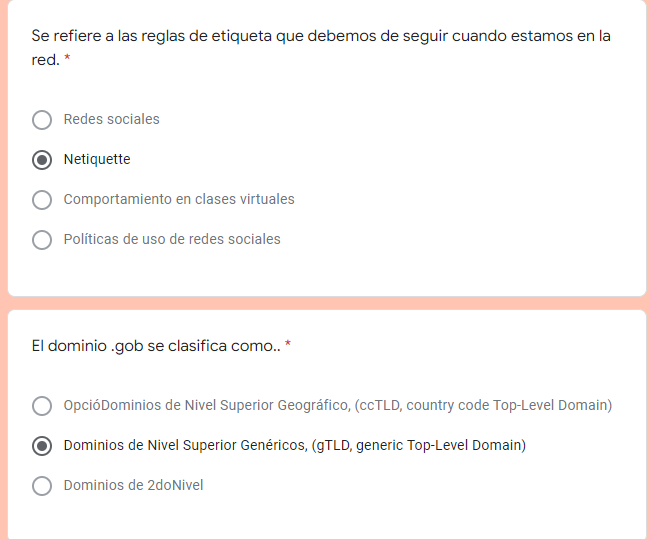 Se refiere a las reglas de etiqueta que debemos de seguir cuando estamos en la
red. *
Redes sociales
Netiquette
Comportamiento en clases virtuales
Políticas de uso de redes sociales
El dominio .gob se clasifica como.. *
OpcióDominios de Nivel Superior Geográfico, (ccTLD, country code Top-Level Domain)
Dominios de Nivel Superior Genéricos, (gTLD, generic Top-Level Domain)
Dominios de 2doNivel